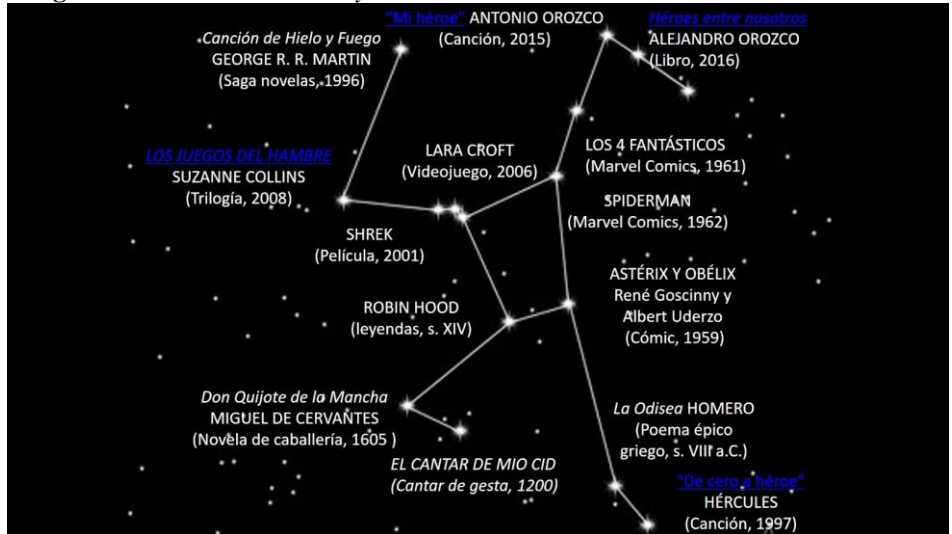 "Mi héroe" ANTONIO OROZCO
(Canción, 2015)
Héroes entre nosotros
ALEJANDRO OROZCO
(Libro, 2016)
Canción de Hielo y Fuego
GEORGE R. R. MARTIN
(Saga novelas, 1996)
LOS JUEGOS DEL HAMBRE
SUZANNE COLLINS
(Trilogía, 2008)
LARA CROFT
(Videojuego, 2006)
LOS 4 FANTÁSTICOS
(Marvel Comics, 1961)
SPIDERMAN
(Marvel Comics, 1962)
SHREK
(Película, 2001)
ASTÉRIX Y OBÉLIX
René Goscinny y
Albert Uderzo
(Cómic, 1959)
ROBIN HOOD
(leyendas, s. XIV)
Don Quijote de la Mancha
MIGUEL DE CERVANTES
(Novela de caballería, 1605 )
La Odisea HOMERO
(Poema épico
griego, s. VIII a.C.)
EL CANTAR DE MIO CID
(Cantar de gesta, 1200)
"De cero a héroe"
HÉRCULES
(Canción, 1997)